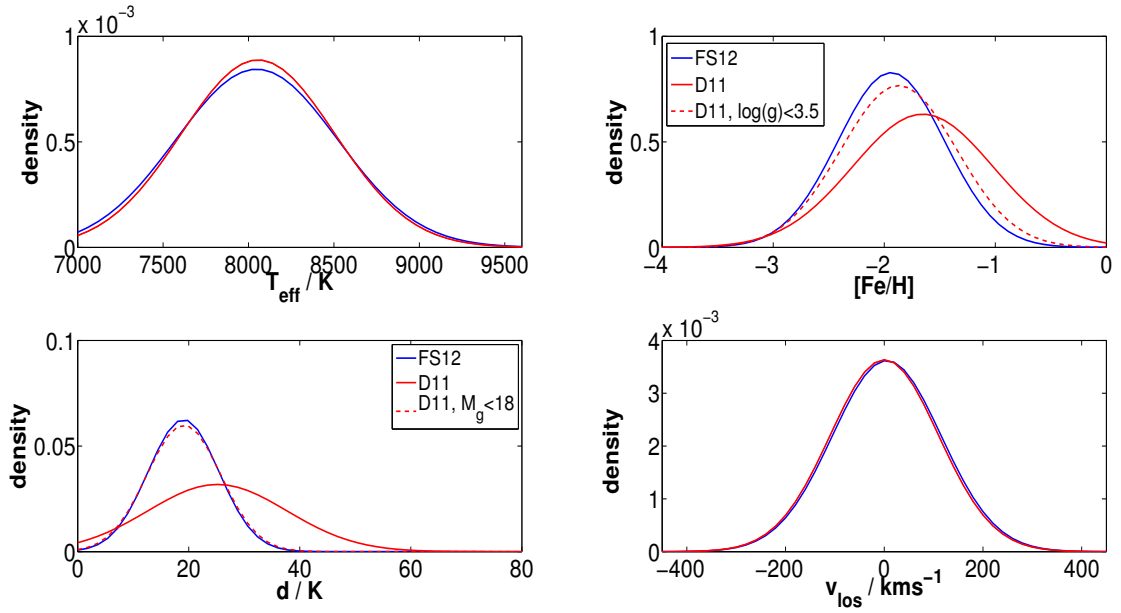 x 10⁻³
1
0.5
0
density
7000 7500 8000 8500 9000 9500
T_eff / K
1
0.5
0
density
FS12
D11
D11, log(g)<3.5
−4 −3 −2 −1 0
[Fe/H]
0.1
0.05
0
density
FS12
D11
D11, M_g<18
0 20 40 60 80
d / K
x 10⁻³
4
3
2
1
0
density
−400 −200 0 200 400
v_los / kms⁻¹